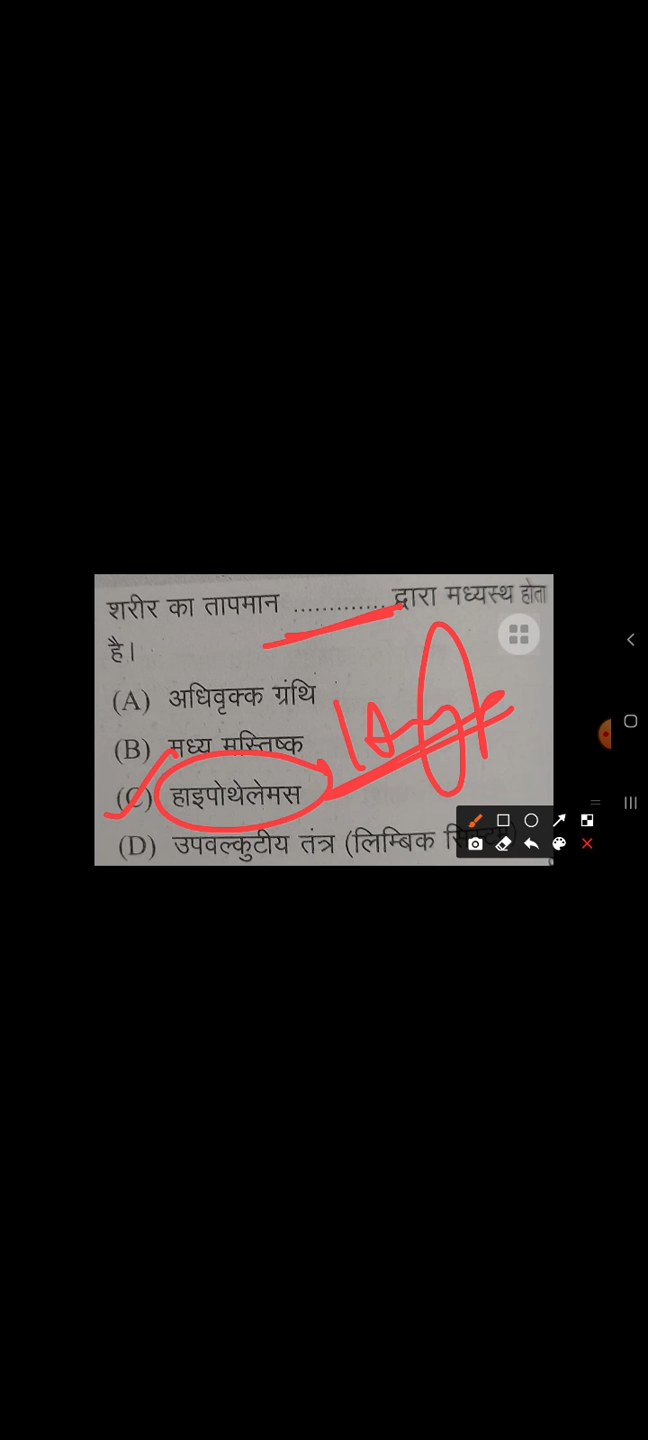 शरीर का तापमान ............. द्वारा मध्यस्थ होता
है।
(A) अधिवृक्क ग्रंथि
(B) मध्य मस्तिष्क
(C) हाइपोथेलेमस
(D) उपवल्कुटीय तंत्र (लिम्बिक